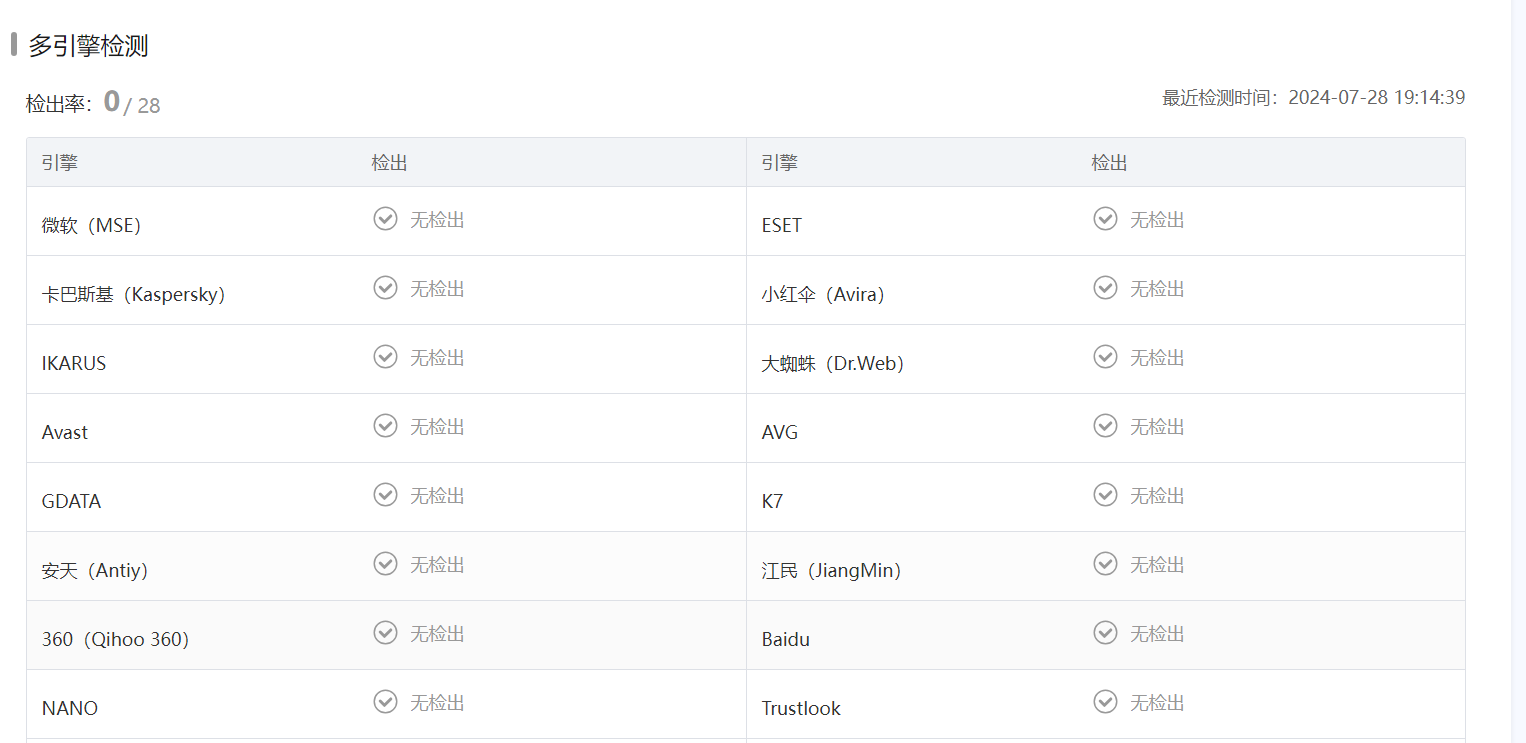 多引擎检测
检出率： 0 / 28
最近检测时间：2024-07-28 19:14:39
引擎 检出 引擎 检出
微软（MSE） 无检出 ESET 无检出
卡巴斯基（Kaspersky） 无检出 小红伞（Avira） 无检出
IKARUS 无检出 大蜘蛛（Dr.Web） 无检出
Avast 无检出 AVG 无检出
GDATA 无检出 K7 无检出
安天（Antiy） 无检出 江民（JiangMin） 无检出
360（Qihoo 360） 无检出 Baidu 无检出
NANO 无检出 Trustlook 无检出